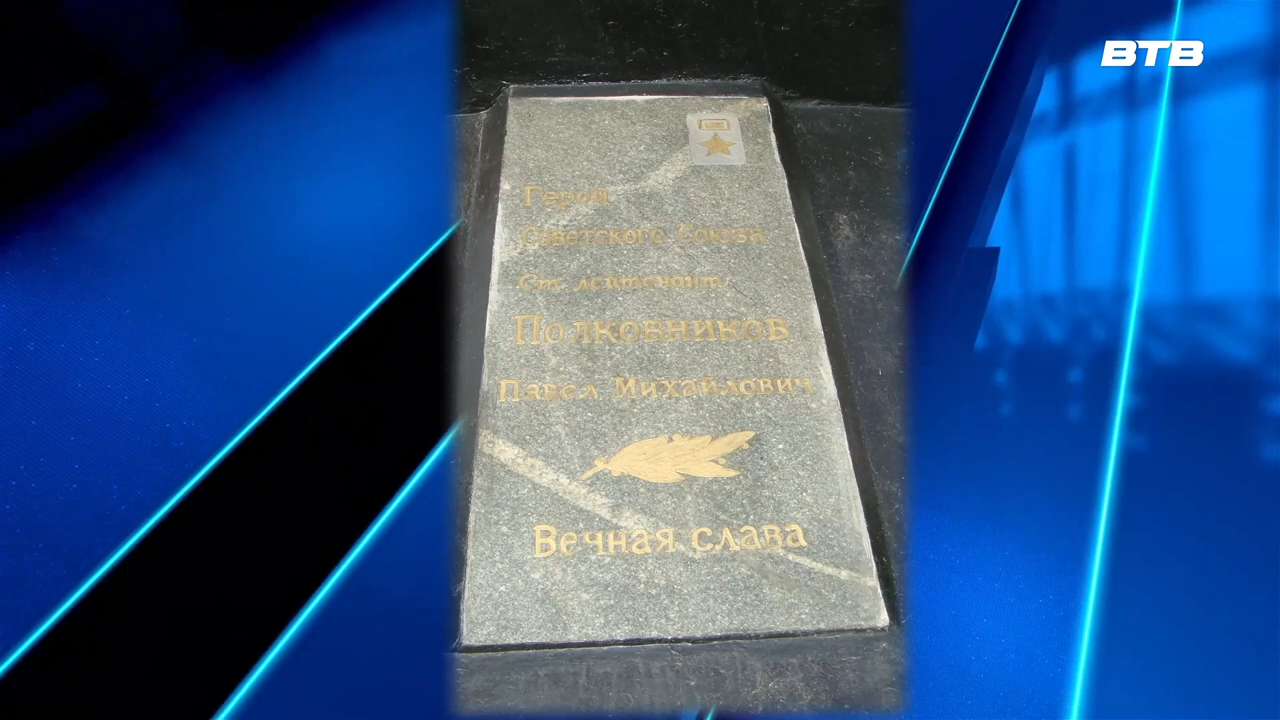 ВТВ
Герой
Советского Союза
Ст. лейтенант
Полковников
Павел Михайлович
Вечная слава